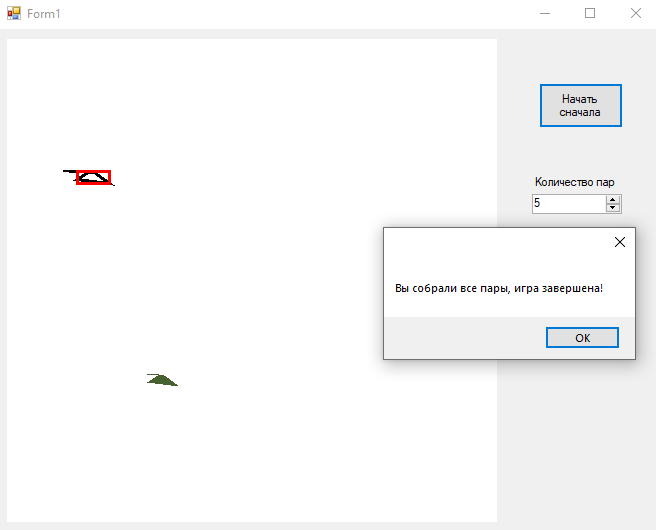 Form1
Начать
сначала
Количество пар
5
Вы собрали все пары, игра завершена!
OK